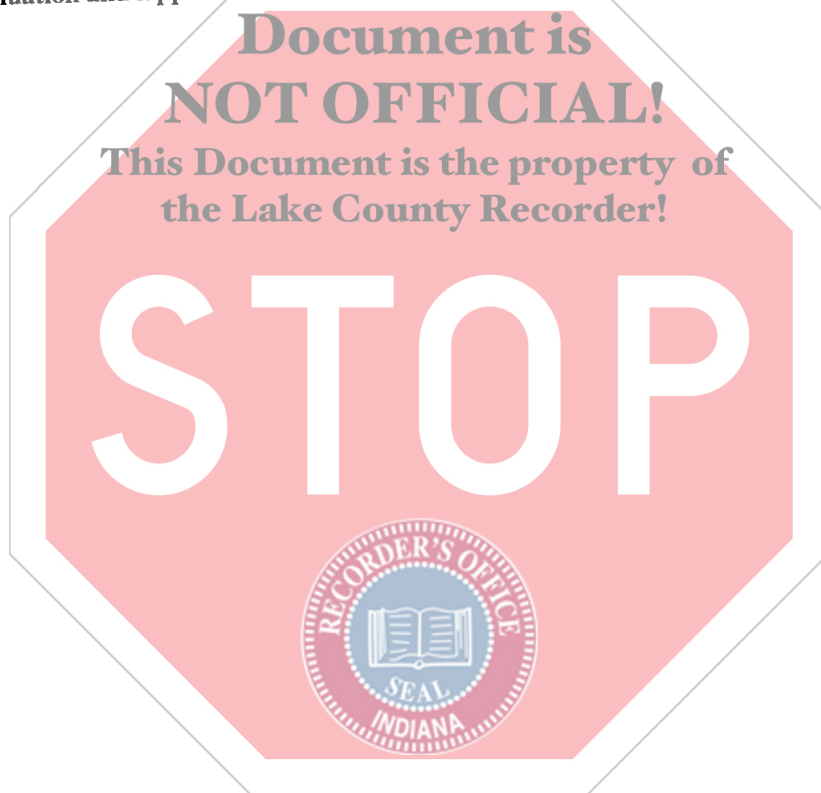 Document is
NOT OFFICIAL!
This Document is the property of
the Lake County Recorder!
STOP
RECORDER'S OFFICE
SEAL
INDIANA